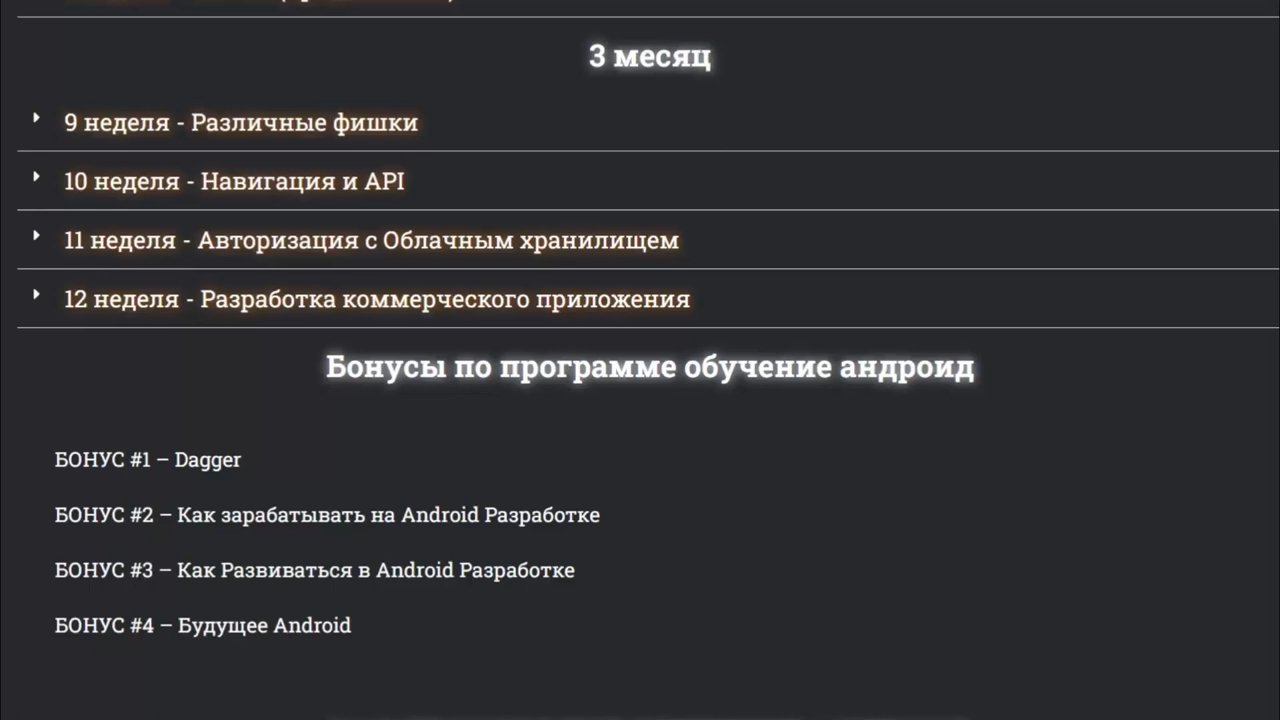 3 месяц
9 неделя - Различные фишки
10 неделя - Навигация и API
11 неделя - Авторизация с Облачным хранилищем
12 неделя - Разработка коммерческого приложения
Бонусы по программе обучение андроид
БОНУС #1 – Dagger
БОНУС #2 – Как зарабатывать на Android Разработке
БОНУС #3 – Как Развиваться в Android Разработке
БОНУС #4 – Будущее Android